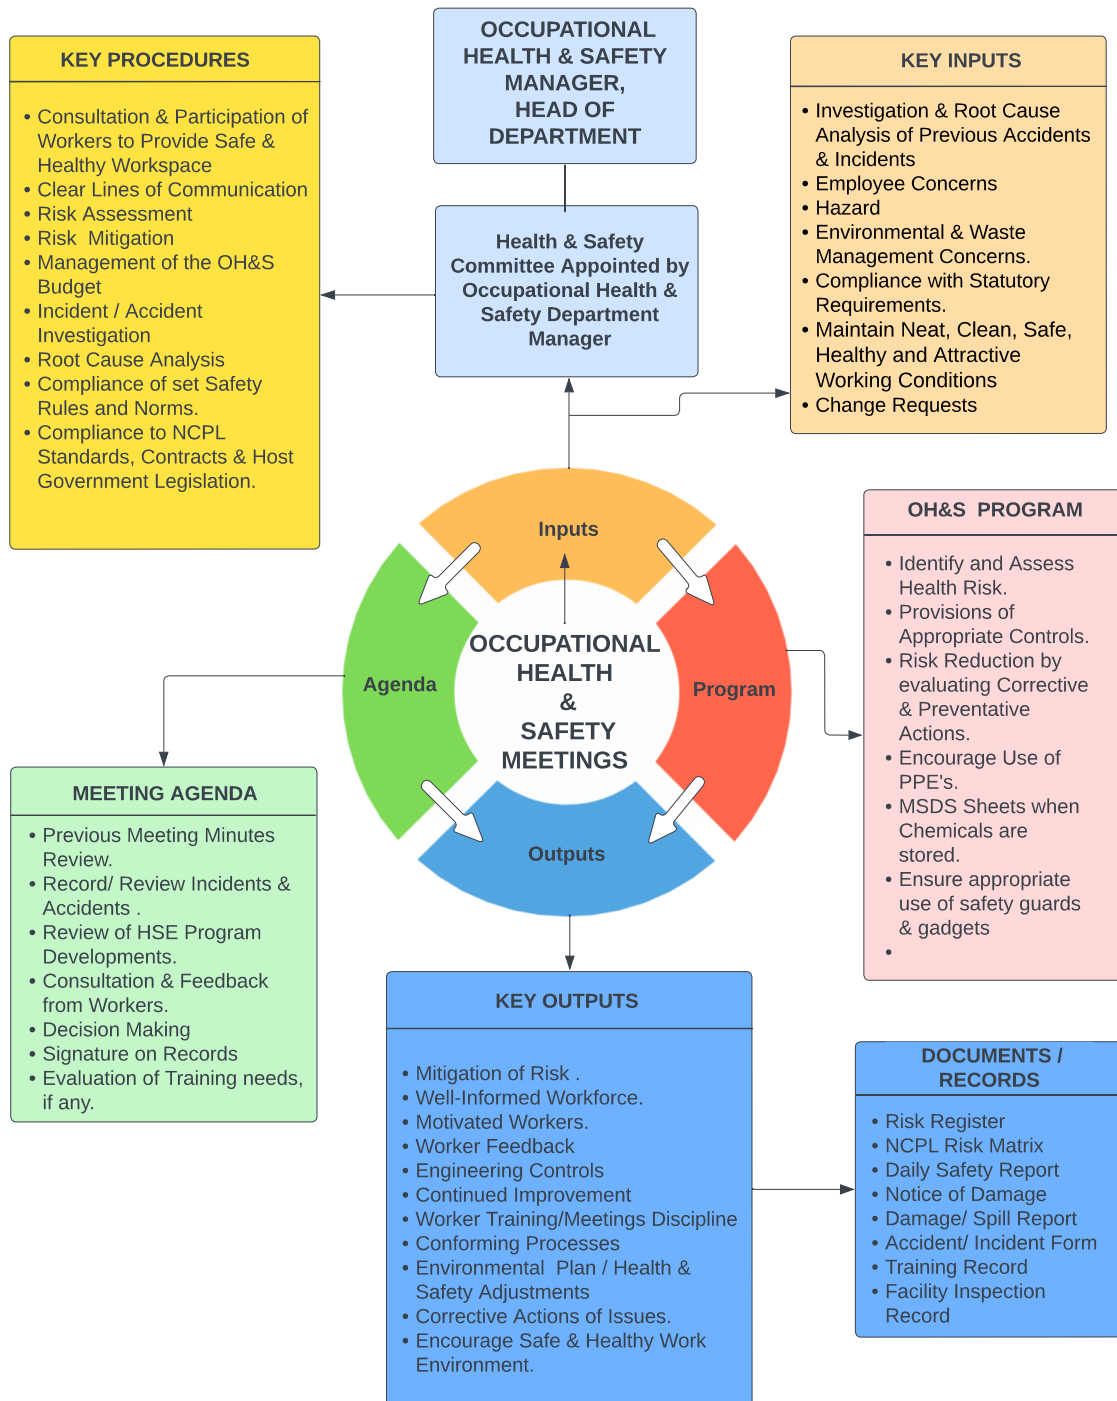 OCCUPATIONAL
HEALTH & SAFETY
MANAGER,
HEAD OF
DEPARTMENT
KEY PROCEDURES
• Consultation & Participation of
Workers to Provide Safe &
Healthy Workspace
• Clear Lines of Communication
• Risk Assessment
• Risk  Mitigation
• Management of the OH&S
Budget
• Incident / Accident
Investigation
• Root Cause Analysis
• Compliance of set Safety
Rules and Norms.
• Compliance to NCPL
Standards, Contracts & Host
Government Legislation.
Health & Safety
Committee Appointed by
Occupational Health &
Safety Department
Manager
KEY INPUTS
• Investigation & Root Cause
Analysis of Previous Accidents
& Incidents
• Employee Concerns
• Hazard
• Environmental & Waste
Management Concerns.
• Compliance with Statutory
Requirements.
• Maintain Neat, Clean, Safe,
Healthy and Attractive
Working Conditions
• Change Requests
Inputs
Agenda
OCCUPATIONAL
HEALTH
&
SAFETY
MEETINGS
Program
Outputs
OH&S  PROGRAM
• Identify and Assess
Health Risk.
• Provisions of
Appropriate Controls.
• Risk Reduction by
evaluating Corrective
& Preventative
Actions.
• Encourage Use of
PPE's.
• MSDS Sheets when
Chemicals are
stored.
• Ensure appropriate
use of safety guards
& gadgets
•
MEETING AGENDA
• Previous Meeting Minutes
Review.
• Record/ Review Incidents &
Accidents .
• Review of HSE Program
Developments.
• Consultation & Feedback
from Workers.
• Decision Making
• Signature on Records
• Evaluation of Training needs,
if any.
KEY OUTPUTS
• Mitigation of Risk .
• Well-Informed Workforce.
• Motivated Workers.
• Worker Feedback
• Engineering Controls
• Continued Improvement
• Worker Training/Meetings Discipline
• Conforming Processes
• Environmental  Plan / Health &
Safety Adjustments
• Corrective Actions of Issues.
• Encourage Safe & Healthy Work
Environment.
DOCUMENTS /
RECORDS
• Risk Register
• NCPL Risk Matrix
• Daily Safety Report
• Notice of Damage
• Damage/ Spill Report
• Accident/ Incident Form
• Training Record
• Facility Inspection
Record